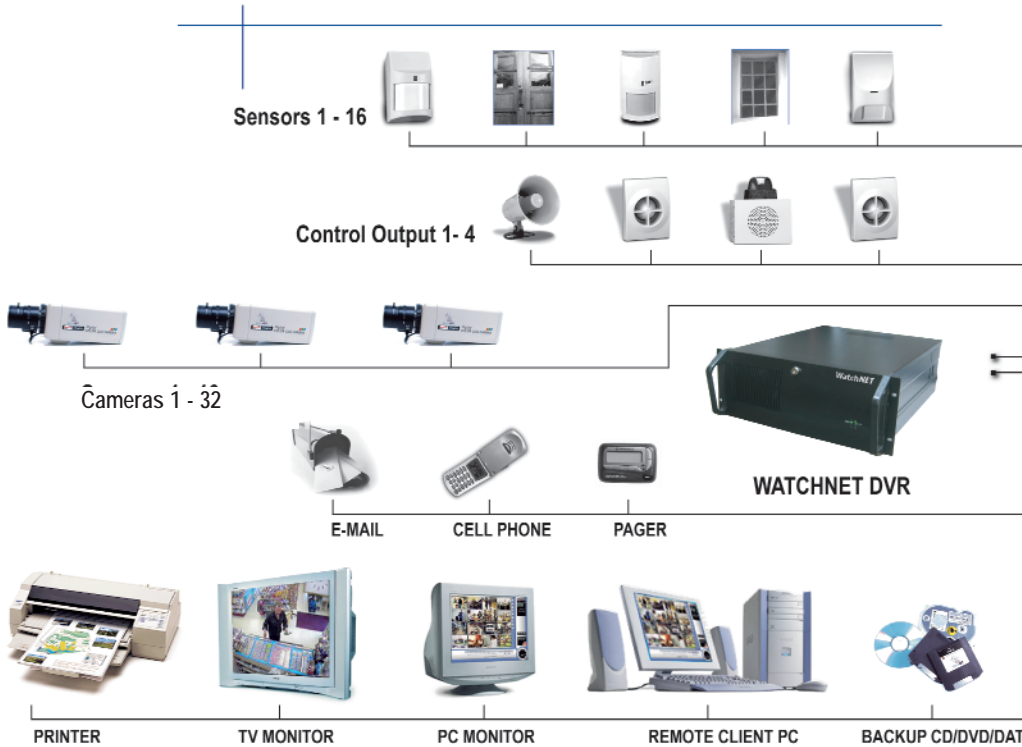 Sensors 1 - 16
Control Output 1- 4
Cameras 1 - 32
WatchNET
WATCHNET DVR
E-MAIL
CELL PHONE
PAGER
PRINTER
TV MONITOR
PC MONITOR
REMOTE CLIENT PC
BACKUP CD/DVD/DAT